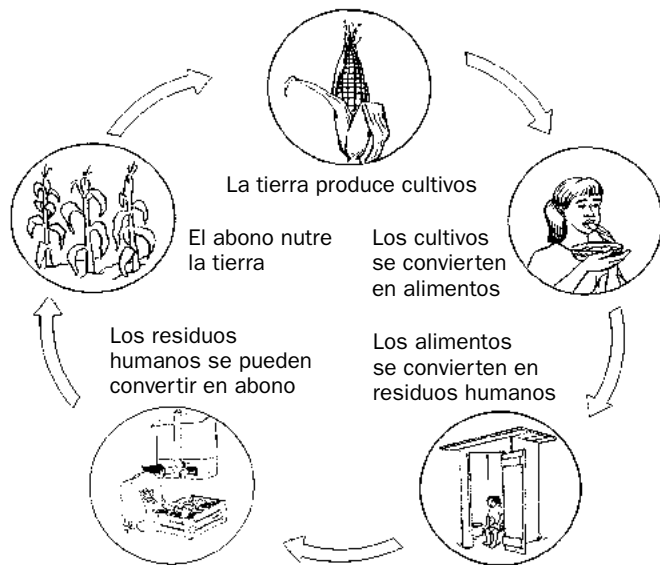 La tierra produce cultivos
Los cultivos
se convierten
en alimentos
Los alimentos
se convierten en
residuos humanos
Los residuos
humanos se pueden
convertir en abono
El abono nutre
la tierra